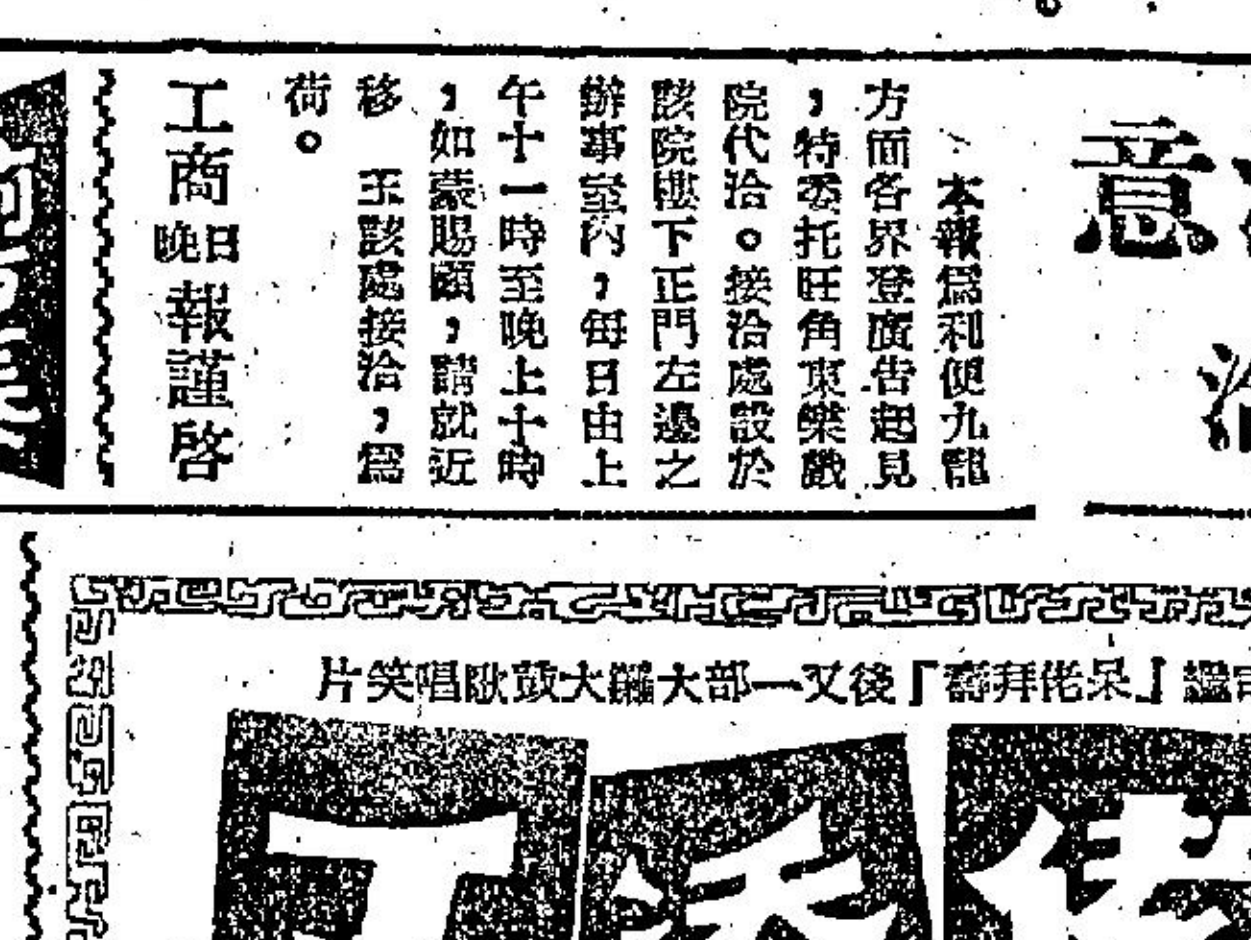 意
本報爲利便九龍
方面各界登廣告起見
，特委托旺角東樂戲
院代洽。接洽處設於
該院樓下正門左邊之
辦事室內，每日由上
午十一時至晚上十時
，如蒙賜顧，請就近
移　玉該處接洽，爲
荷。
工商日晚報謹啓
繼『呆佬拜壽』後又一部大鑼大鼓歌唱笑片